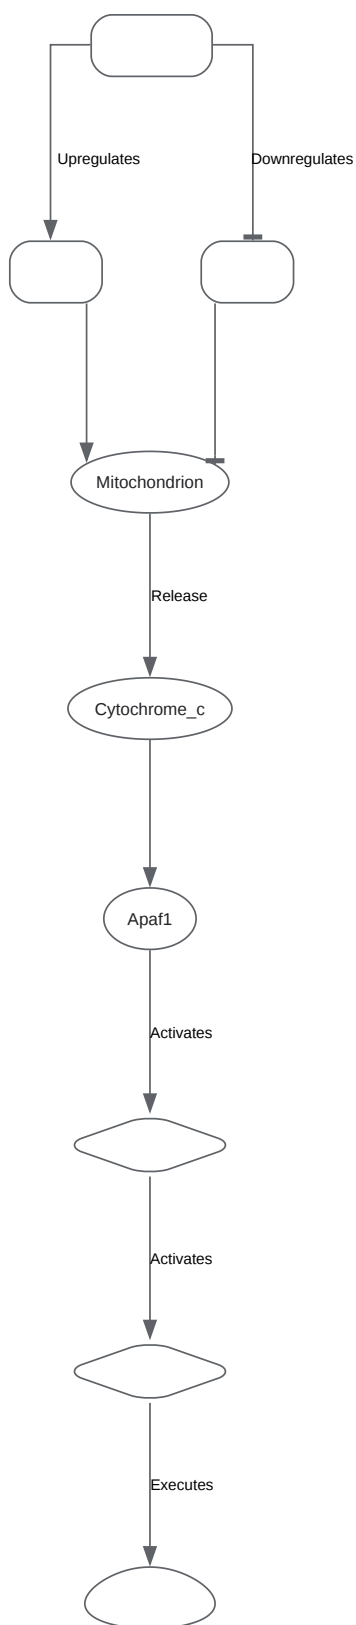 Upregulates
Downregulates
Mitochondrion
Release
Cytochrome_c
Apaf1
Activates
Activates
Executes